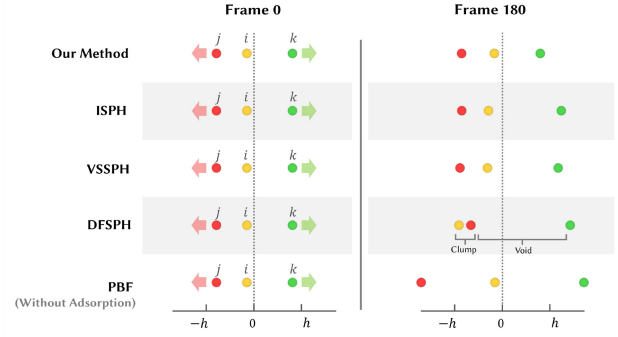 Frame 0 Frame 180
j i k
Our Method
j i k
ISPH
j i k
VSSPH
j i k
DFSPH
Clump Void
j i k
PBF
(Without Adsorption)
−h 0 h −h 0 h